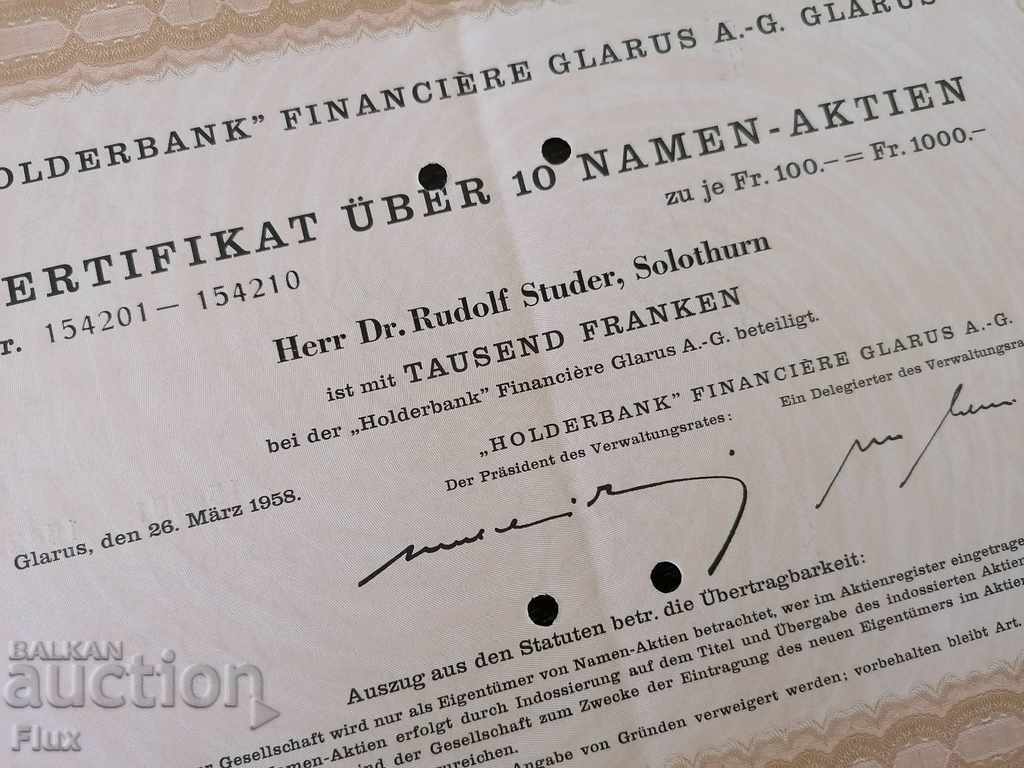 OLDERBANK” FINANCIÈRE GLARUS A.-G. GLARUS
ERTIFIKAT ÜBER 10 NAMEN-AKTIEN
zu je Fr. 100.— = Fr. 1000.—
r. 154201 — 154210
Herr Dr. Rudolf Studer, Solothurn
ist mit TAUSEND FRANKEN
bei der „Holderbank” Financière Glarus A.-G. beteiligt.
„HOLDERBANK” FINANCIÈRE GLARUS A.-G.
Der Präsident des Verwaltungsrates:
Ein Delegierter des Verwaltungsra
Glarus, den 26. März 1958.
Auszug aus den Statuten betr. die Übertragbarkeit:
r Gesellschaft wird nur als Eigentümer von Namen-Aktien betrachtet, wer im Aktienregister eingetrage
amen-Aktien erfolgt durch Indossierung auf dem Titel und Übergabe des indossierten Aktien
ind der Gesellschaft zum Zwecke der Eintragung des neuen Eigentümers im Aktien
zureichen.
Angabe von Gründen verweigert werden; vorbehalten bleibt Art.
BALKAN
auction
Flux